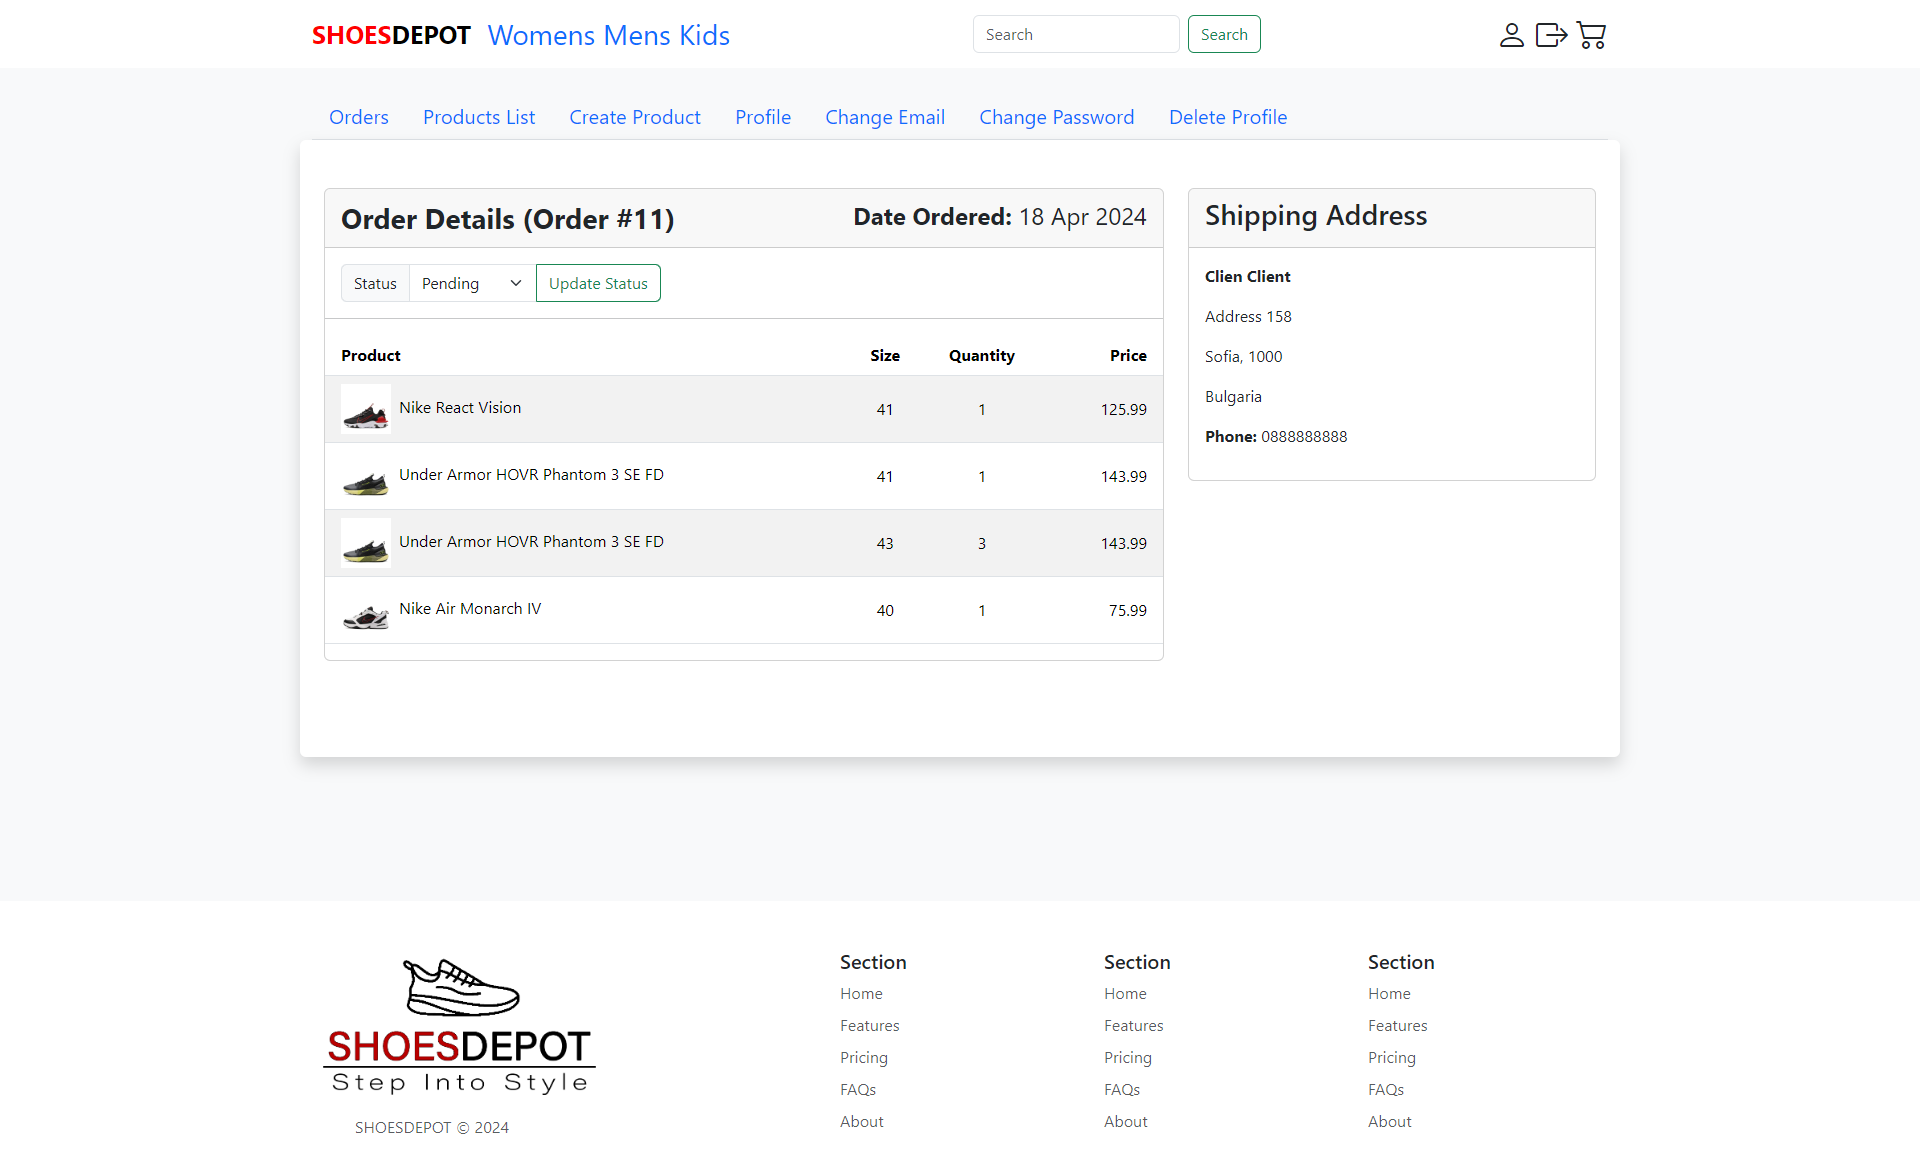 SHOESDEPOT Womens Mens Kids Search Search
Orders Products List Create Product Profile Change Email Change Password Delete Profile
Order Details (Order #11) Date Ordered: 18 Apr 2024
Status Pending Update Status
Product Size Quantity Price
Nike React Vision 41 1 125.99
Under Armor HOVR Phantom 3 SE FD 41 1 143.99
Under Armor HOVR Phantom 3 SE FD 43 3 143.99
Nike Air Monarch IV 40 1 75.99
Shipping Address
Clien Client
Address 158
Sofia, 1000
Bulgaria
Phone: 0888888888
SHOESDEPOT
Step Into Style
SHOESDEPOT © 2024
Section
Home
Features
Pricing
FAQs
About
Section
Home
Features
Pricing
FAQs
About
Section
Home
Features
Pricing
FAQs
About